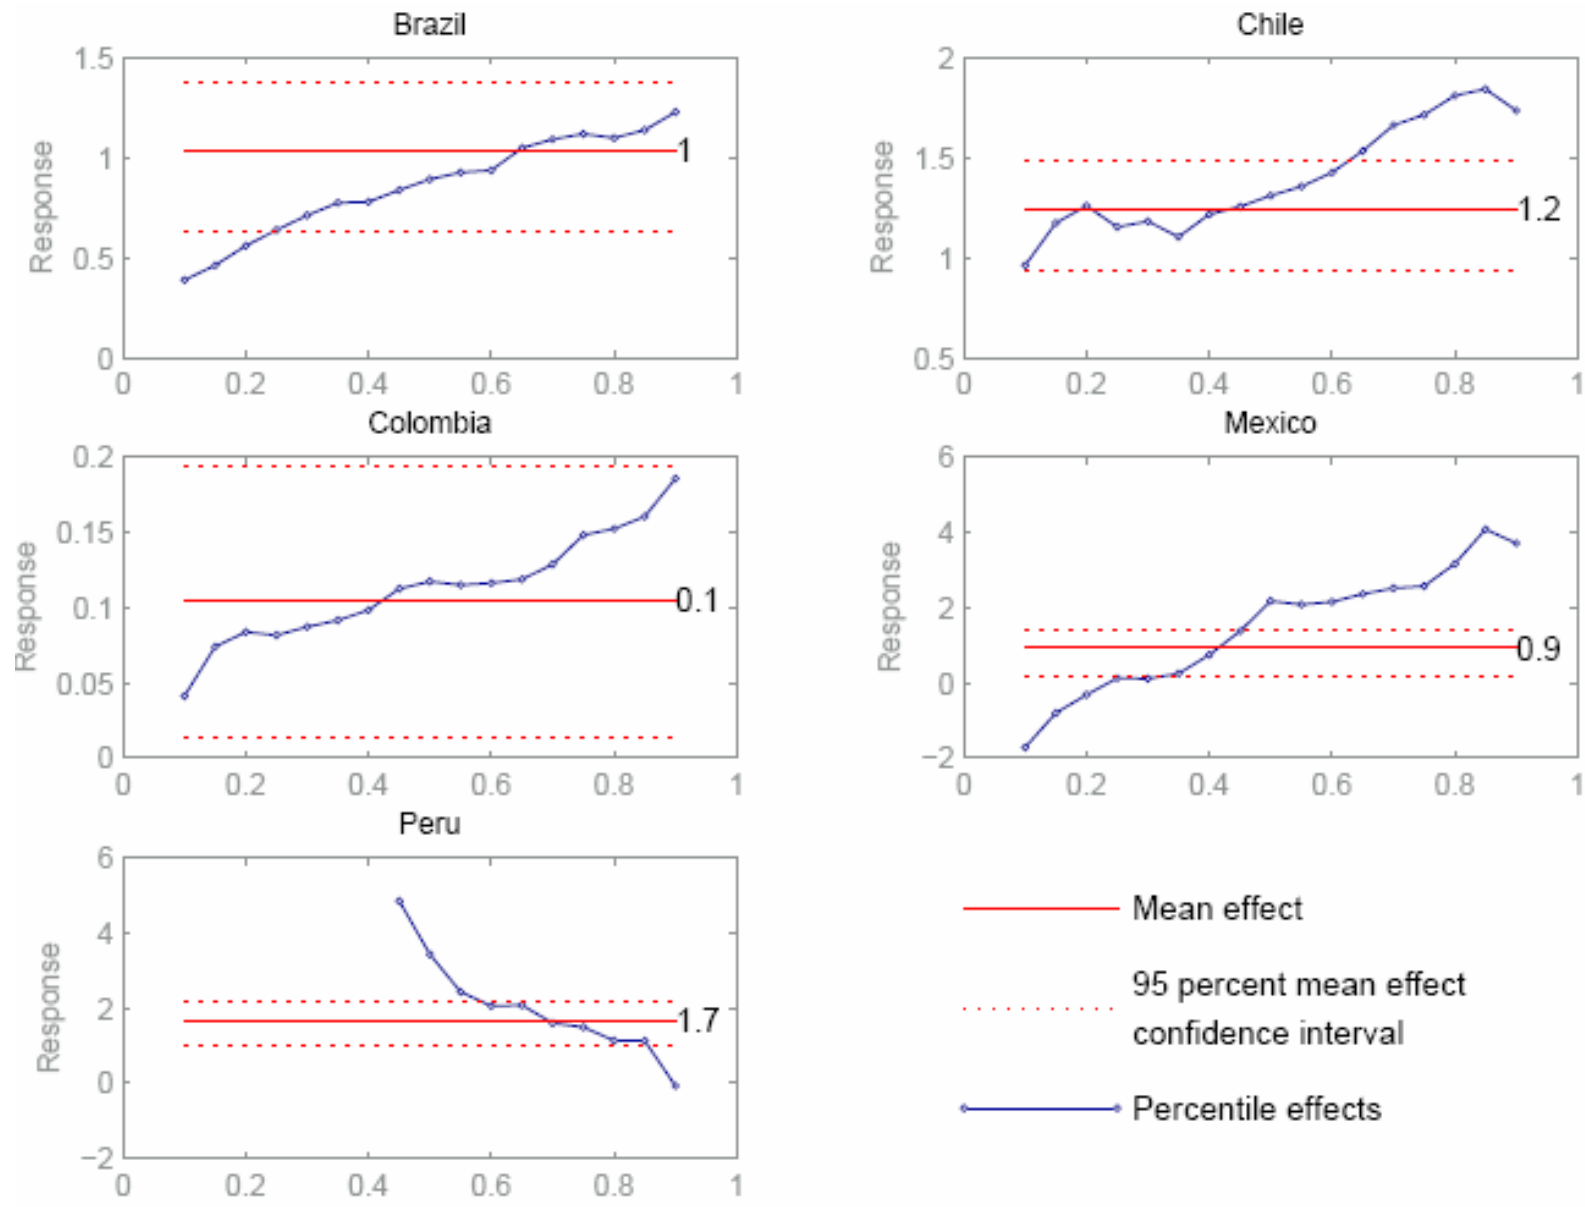 Brazil
1.5
1
0.5
0
Response
1
0 0.2 0.4 0.6 0.8 1
Chile
2
1.5
1
0.5
Response
1.2
0 0.2 0.4 0.6 0.8 1
Colombia
0.2
0.15
0.1
0.05
0
Response
0.1
0 0.2 0.4 0.6 0.8 1
Mexico
6
4
2
0
−2
Response
0.9
0 0.2 0.4 0.6 0.8 1
Peru
6
4
2
0
−2
Response
1.7
0 0.2 0.4 0.6 0.8 1
Mean effect
95 percent mean effect
confidence interval
Percentile effects